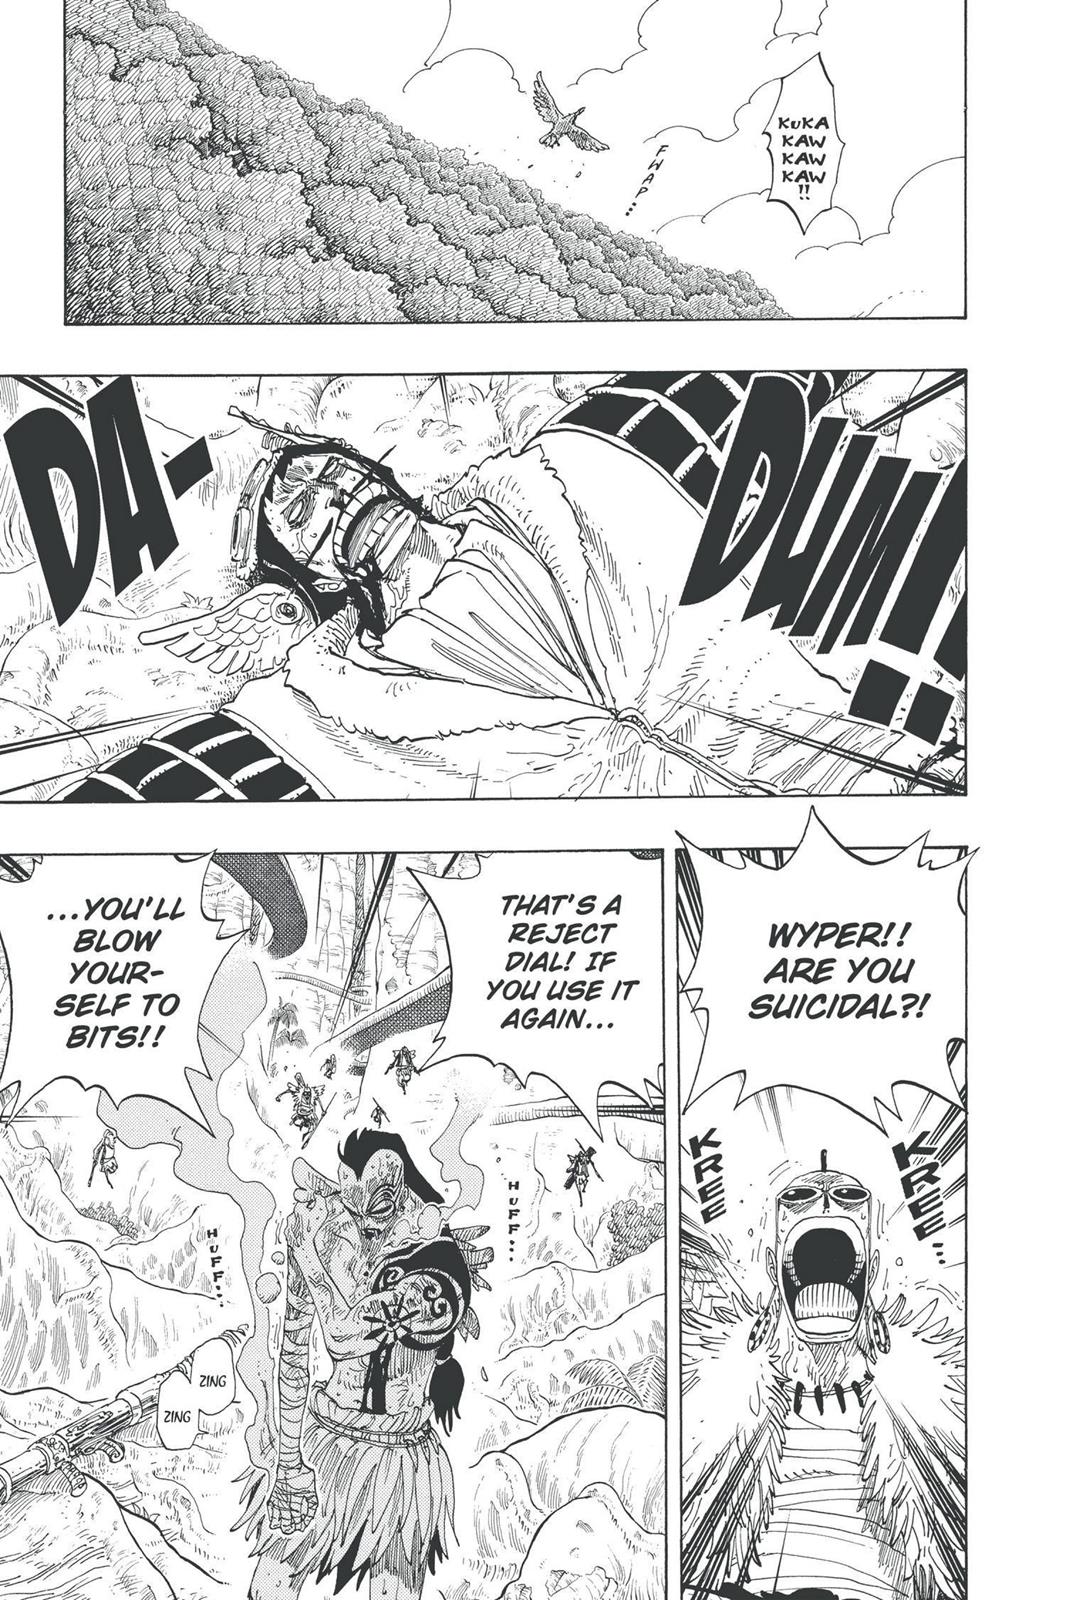 KUKA
KAW
KAW
KAW
!!
FWAP...
DA-
DUM!!
WYPER!!
ARE YOU
SUICIDAL?!
KREE
KREE...
THAT'S A
REJECT
DIAL! IF
YOU USE IT
AGAIN...
...YOU'LL
BLOW
YOUR-
SELF TO
BITS!!
HUFF...
HUFF...
ZING
ZING